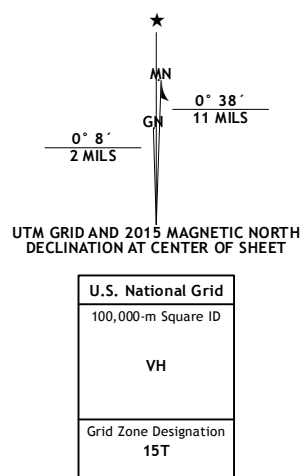 ★
MN
0° 38´
11 MILS
GN
0° 8´
2 MILS
UTM GRID AND 2015 MAGNETIC NORTH
DECLINATION AT CENTER OF SHEET
U.S. National Grid
100,000-m Square ID
VH
Grid Zone Designation
15T